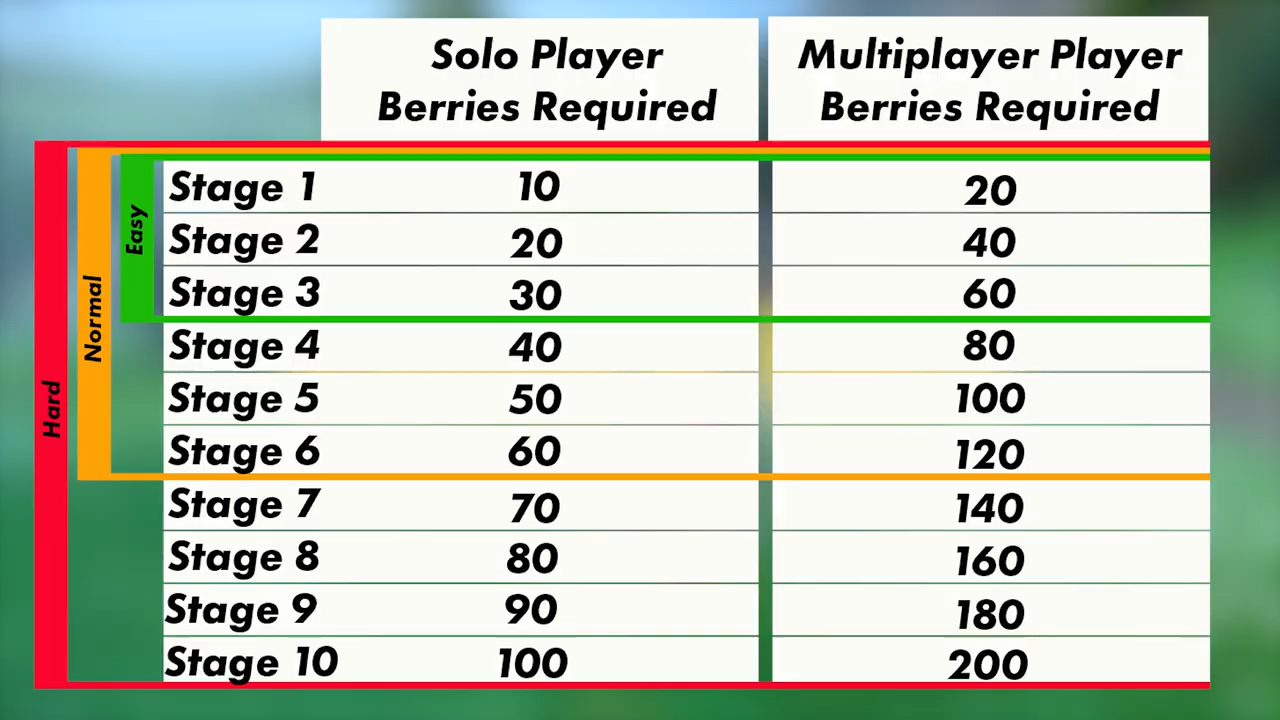 Solo Player
Berries Required
Multiplayer Player
Berries Required
Hard
Normal
Easy
Stage 1 10 20
Stage 2 20 40
Stage 3 30 60
Stage 4 40 80
Stage 5 50 100
Stage 6 60 120
Stage 7 70 140
Stage 8 80 160
Stage 9 90 180
Stage 10 100 200